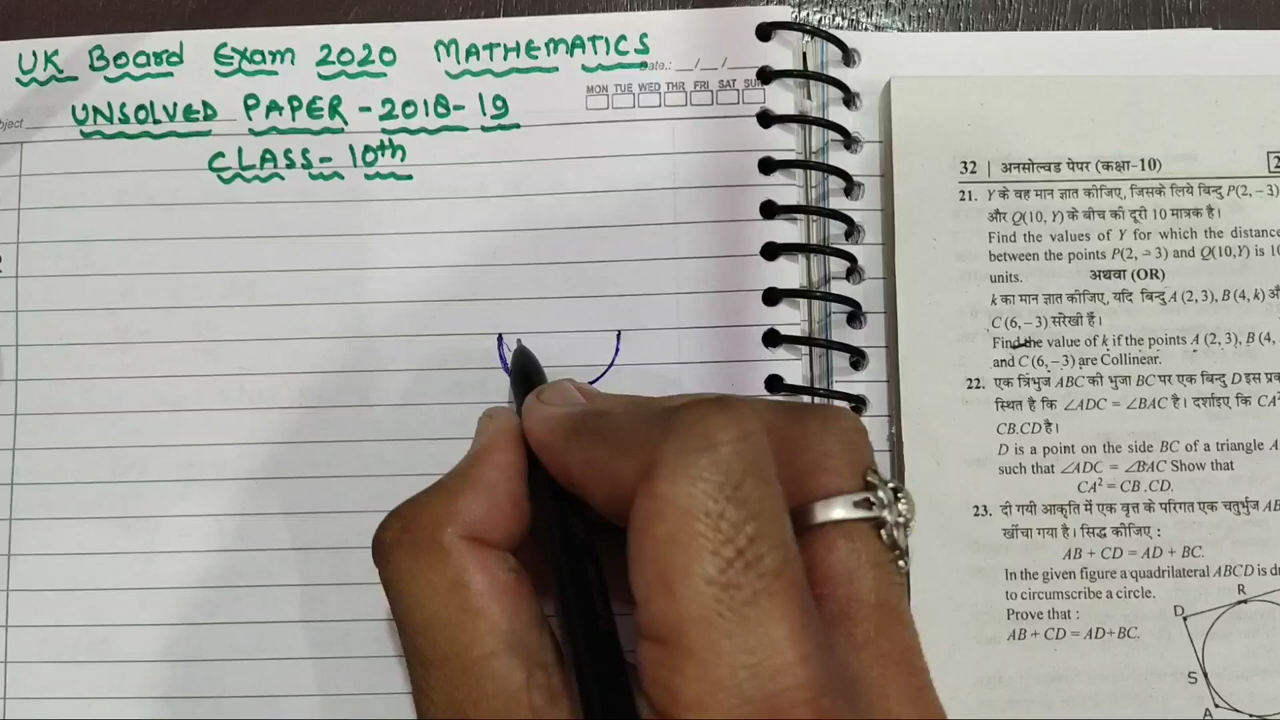 UK Board Exam 2020 MATHEMATICS
Date.: __/__/__
MON TUE WED THR FRI SAT SUN
UNSOLVED PAPER - 2018-19
CLASS - 10th
32 | अनसोल्वड पेपर (कक्षा-10)
21. Y के वह मान ज्ञात कीजिए, जिसके लिये बिन्दु P(2, -3)
और Q(10, Y) के बीच की दूरी 10 मात्रक है।
Find the values of Y for which the distance
between the points P(2, -3) and Q(10,Y) is 10
units. अथवा (OR)
k का मान ज्ञात कीजिए, यदि बिन्दु A (2, 3), B (4, k)
C (6, -3) सरेखी हैं।
Find the value of k if the points A (2, 3), B (4,
and C (6, -3) are Collinear.
22. एक त्रिभुज ABC की भुजा BC पर एक बिन्दु D इस
स्थित है कि ∠ADC = ∠BAC है। दर्शाइए कि CA²
CB.CD है।
D is a point on the side BC of a triangle A
such that ∠ADC = ∠BAC Show that
CA² = CB .CD.
23. दी गयी आकृति में एक वृत्त के परिगत एक चतुर्भुज AB
खींचा गया है। सिद्ध कीजिए :
AB + CD = AD + BC.
In the given figure a quadrilateral ABCD is
to circumscribe a circle.
Prove that :
AB + CD = AD+BC.
R
D
S
A